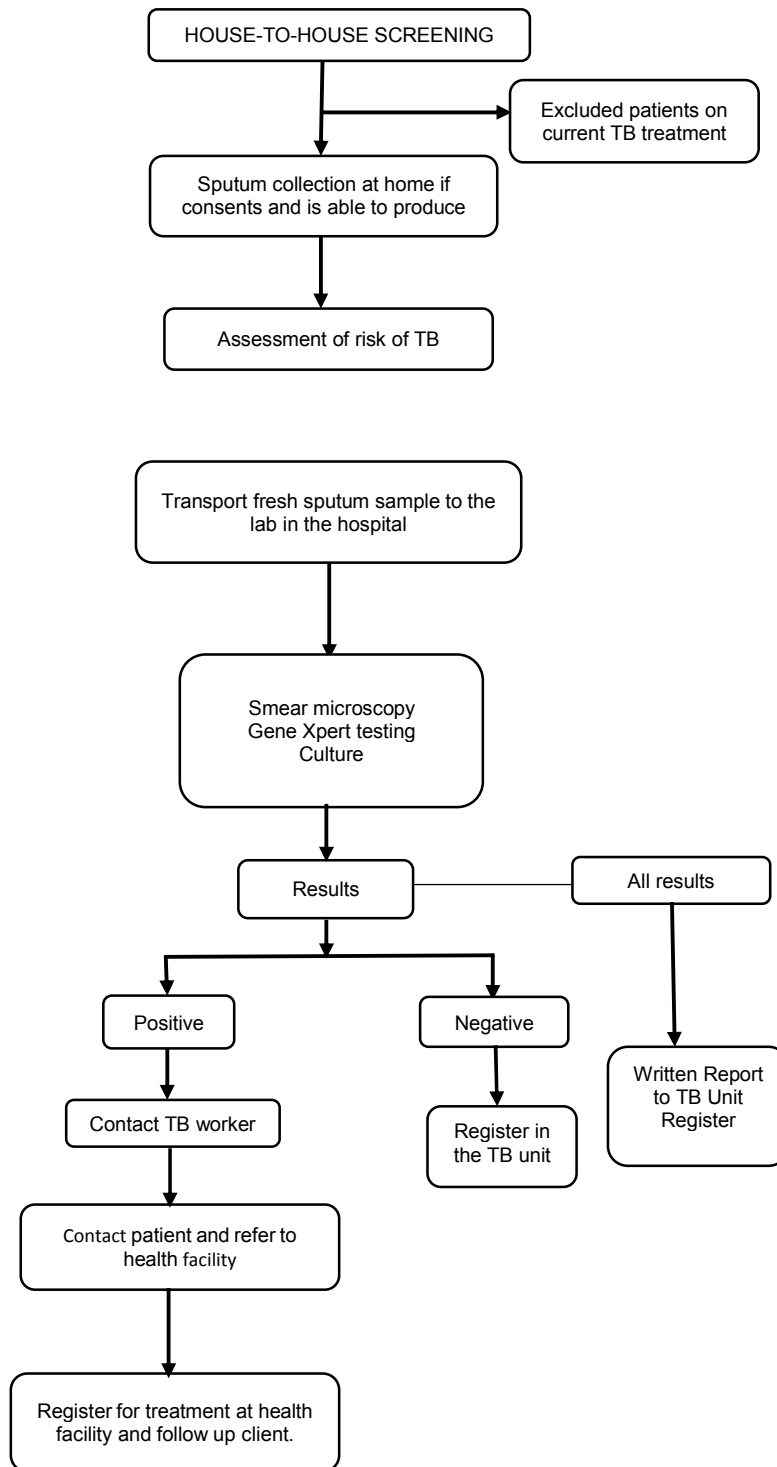 HOUSE-TO-HOUSE SCREENING
Excluded patients on
current TB treatment
Sputum collection at home if
consents and is able to produce
Assessment of risk of TB
Transport fresh sputum sample to the
lab in the hospital
Smear microscopy
Gene Xpert testing
Culture
Results
All results
Positive
Negative
Written Report
to TB Unit
Register
Contact TB worker
Register in
the TB unit
Contact patient and refer to
health facility
Register for treatment at health
facility and follow up client.